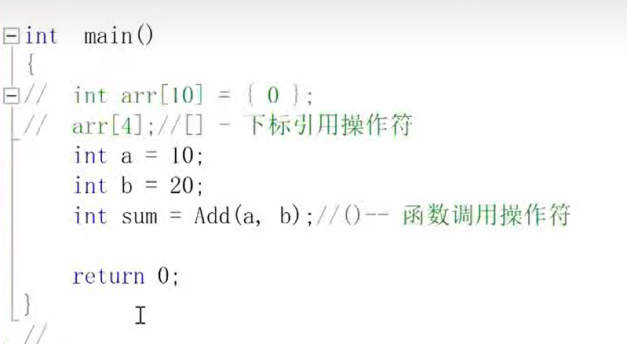 int  main()
{
//  int arr[10] = { 0 };
//  arr[4];//[] - 下标引用操作符
int a = 10;
int b = 20;
int sum = Add(a, b);//()-- 函数调用操作符
return 0;
}
//